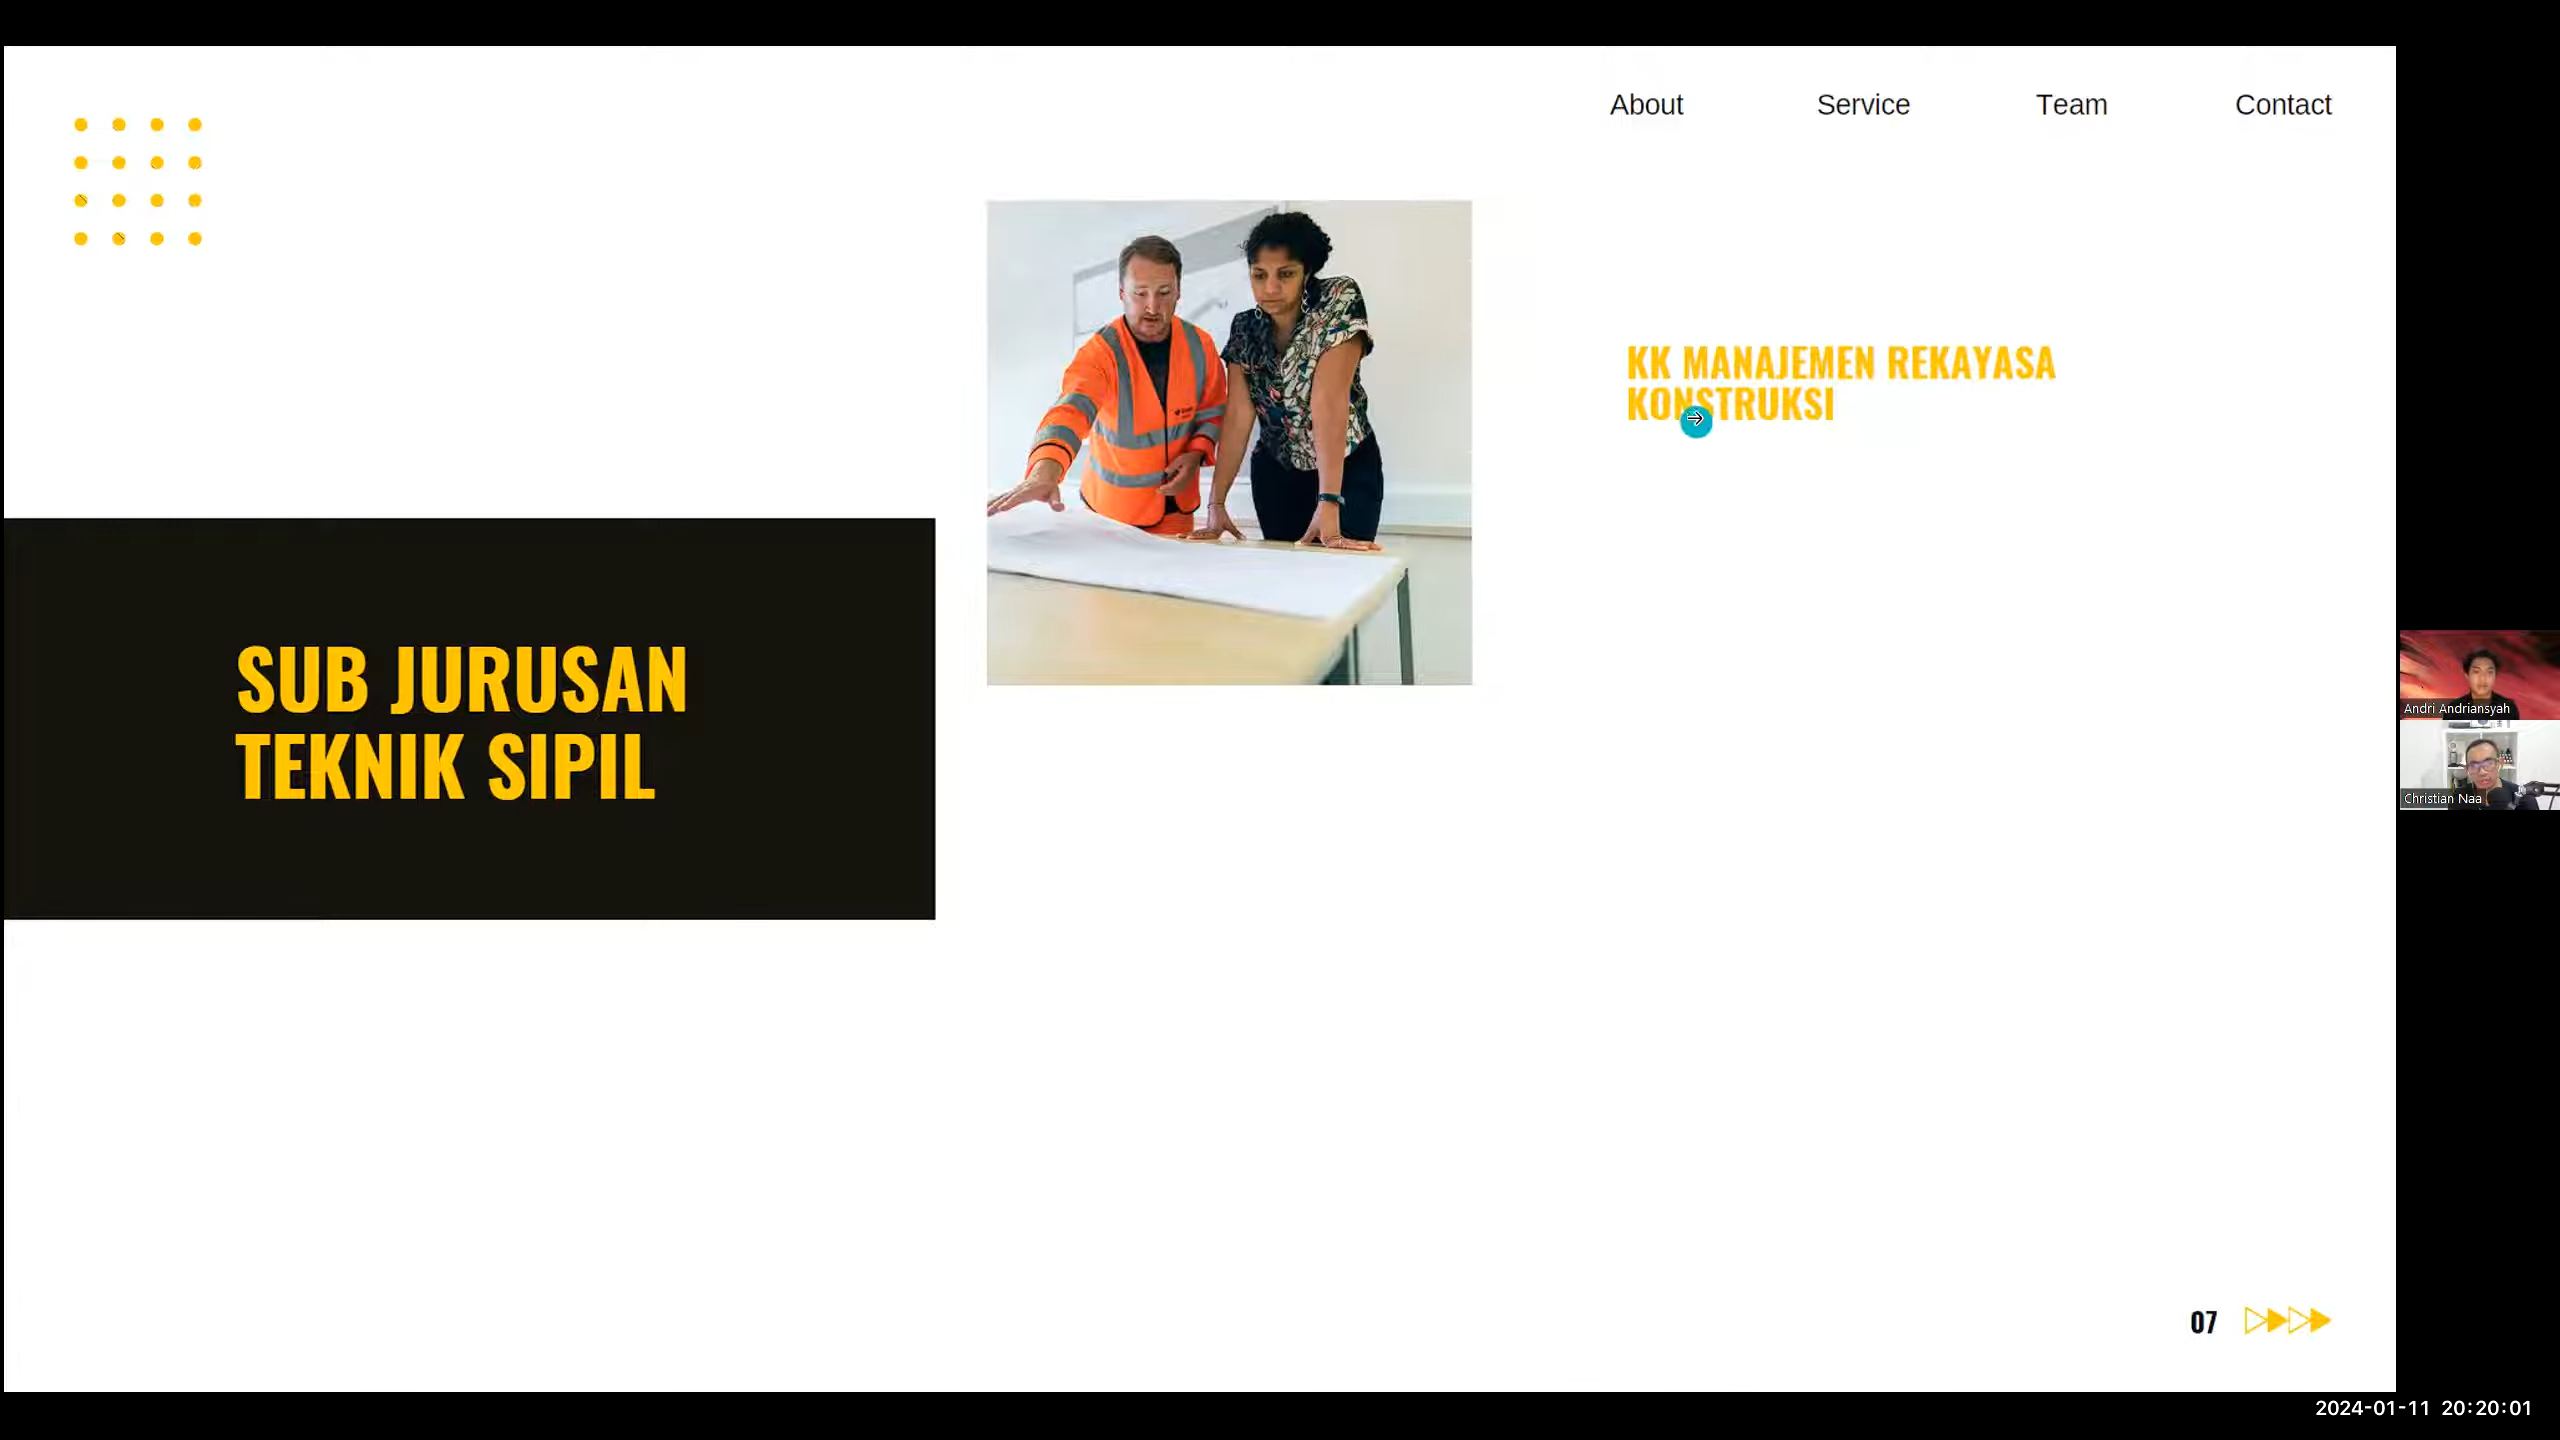 About Service Team Contact
KK MANAJEMEN REKAYASA
KONSTRUKSI
SUB JURUSAN
TEKNIK SIPIL
Andri Andriansyah
Christian Naa
07
2024-01-11 20:20:01